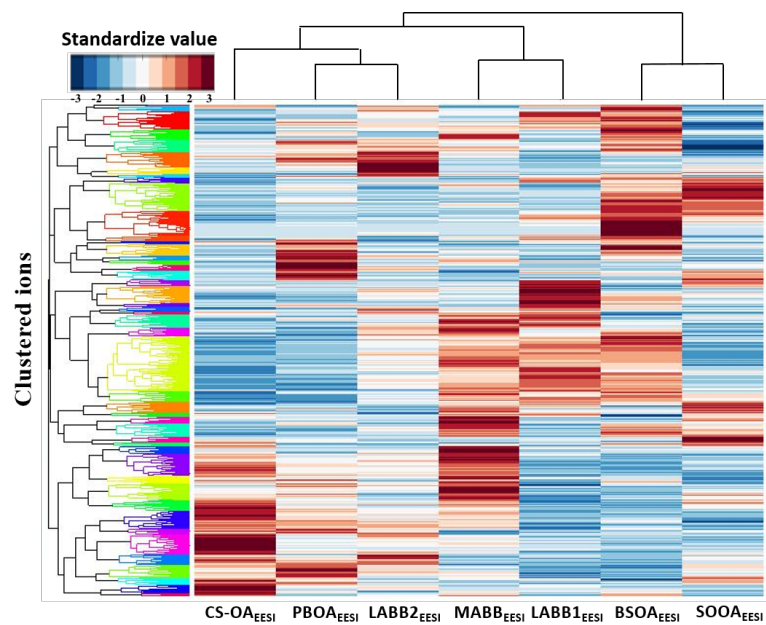 Standardize value
-3 -2 -1 0 1 2 3
Clustered ions
CS-OAEESI PBOAEESI LABB2EESI MABBEESI LABB1EESI BSOAEESI SOOAEESI